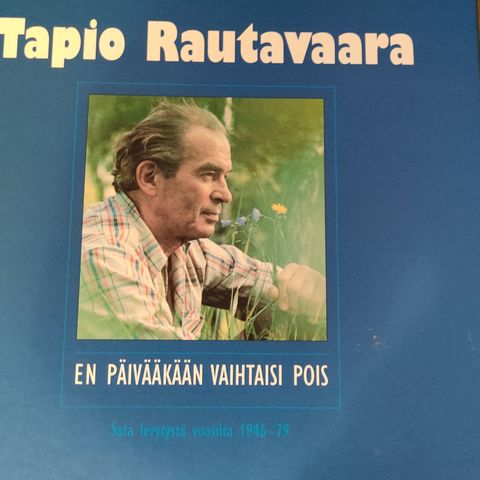 Tapio Rautavaara
EN PÄIVÄÄKÄÄN VAIHTAISI POIS
Sata levytystä vuosilta 1946–79